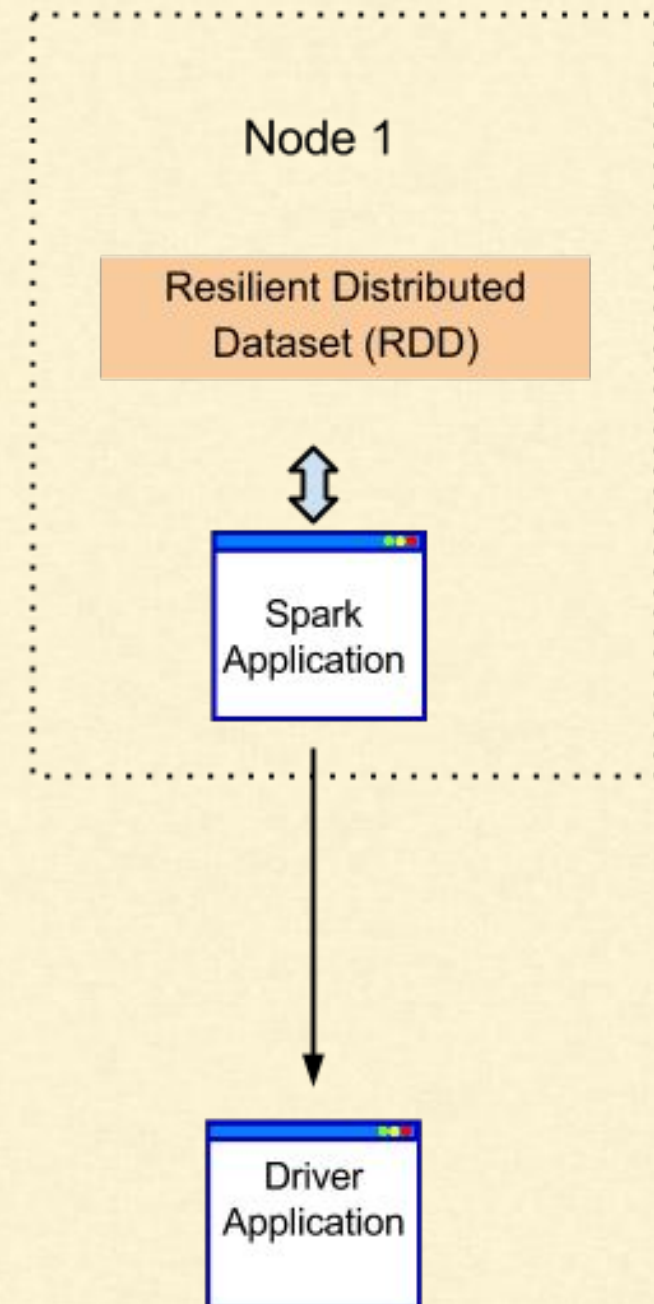 Node 1
Resilient Distributed
Dataset (RDD)
Spark
Application
Driver
Application